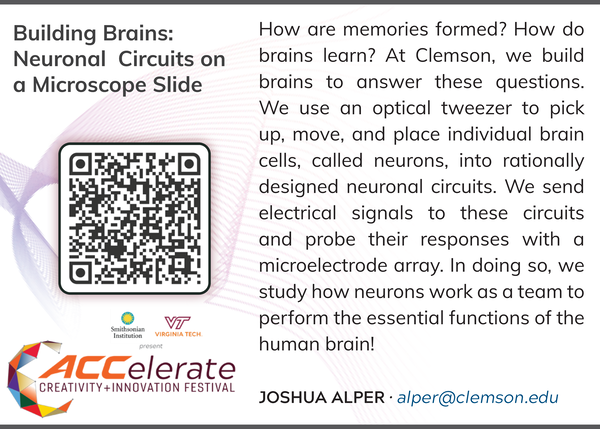 Building Brains:
Neuronal Circuits on
a Microscope Slide
Smithsonian
Institution
VT
VIRGINIA TECH
present
ACCelerate
CREATIVITY+INNOVATION FESTIVAL
How are memories formed? How do
brains learn? At Clemson, we build
brains to answer these questions.
We use an optical tweezer to pick
up, move, and place individual brain
cells, called neurons, into rationally
designed neuronal circuits. We send
electrical signals to these circuits
and probe their responses with a
microelectrode array. In doing so, we
study how neurons work as a team to
perform the essential functions of the
human brain!
JOSHUA ALPER · alper@clemson.edu